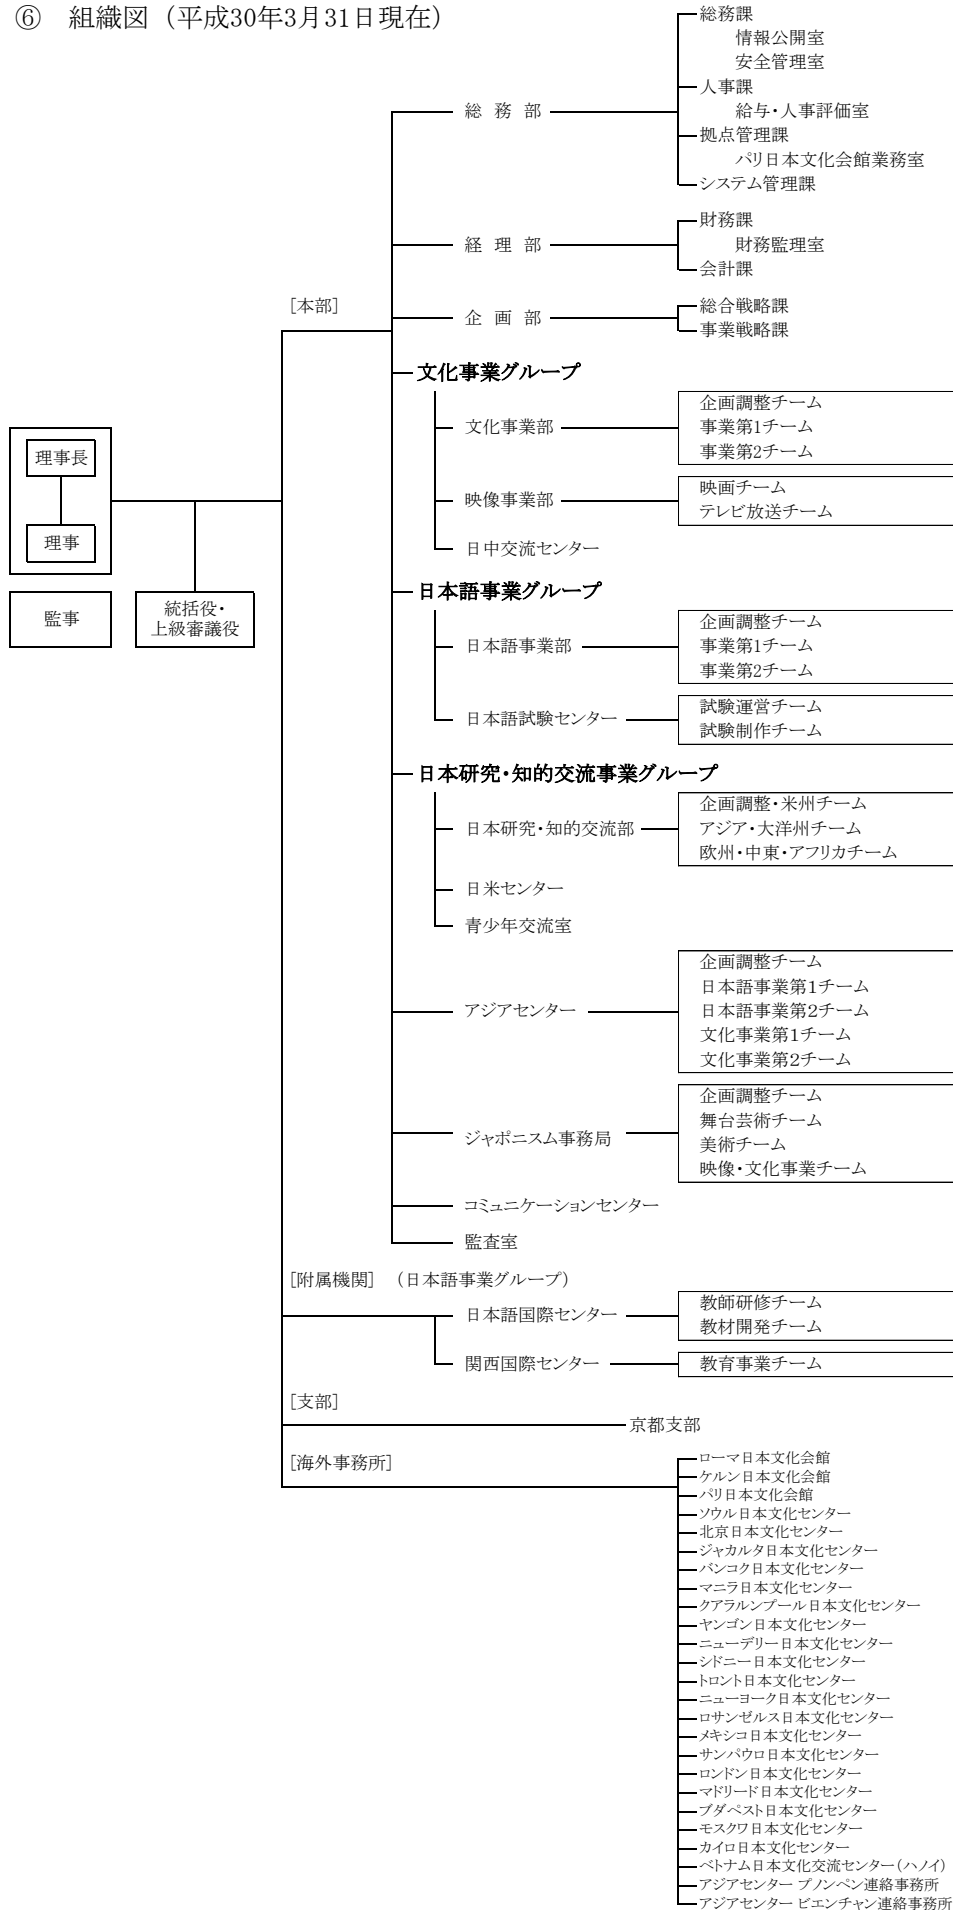 ⑥ 組織図（平成30年3月31日現在）
総務課
情報公開室
安全管理室
人事課
給与・人事評価室
総務部
拠点管理課
パリ日本文化会館業務室
システム管理課
財務課
経理部
財務監理室
会計課
[本部]
総合戦略課
企画部
事業戦略課
文化事業グループ
企画調整チーム
文化事業部
事業第1チーム
事業第2チーム
理事長
映画チーム
映像事業部
テレビ放送チーム
理事
日中交流センター
日本語事業グループ
監事
統括役・
上級審議役
企画調整チーム
日本語事業部
事業第1チーム
事業第2チーム
試験運営チーム
日本語試験センター
試験制作チーム
日本研究・知的交流事業グループ
企画調整・米州チーム
日本研究・知的交流部
アジア・大洋州チーム
欧州・中東・アフリカチーム
日米センター
青少年交流室
企画調整チーム
日本語事業第1チーム
アジアセンター
日本語事業第2チーム
文化事業第1チーム
文化事業第2チーム
企画調整チーム
舞台芸術チーム
ジャポニスム事務局
美術チーム
映像・文化事業チーム
コミュニケーションセンター
監査室
[附属機関] （日本語事業グループ）
教師研修チーム
日本語国際センター
教材開発チーム
関西国際センター
教育事業チーム
[支部]
京都支部
[海外事務所]
ローマ日本文化会館
ケルン日本文化会館
パリ日本文化会館
ソウル日本文化センター
北京日本文化センター
ジャカルタ日本文化センター
バンコク日本文化センター
マニラ日本文化センター
クアラルンプール日本文化センター
ヤンゴン日本文化センター
ニューデリー日本文化センター
シドニー日本文化センター
トロント日本文化センター
ニューヨーク日本文化センター
ロサンゼルス日本文化センター
メキシコ日本文化センター
サンパウロ日本文化センター
ロンドン日本文化センター
マドリード日本文化センター
ブダペスト日本文化センター
モスクワ日本文化センター
カイロ日本文化センター
ベトナム日本文化交流センター（ハノイ）
アジアセンター プノンペン連絡事務所
アジアセンター ビエンチャン連絡事務所